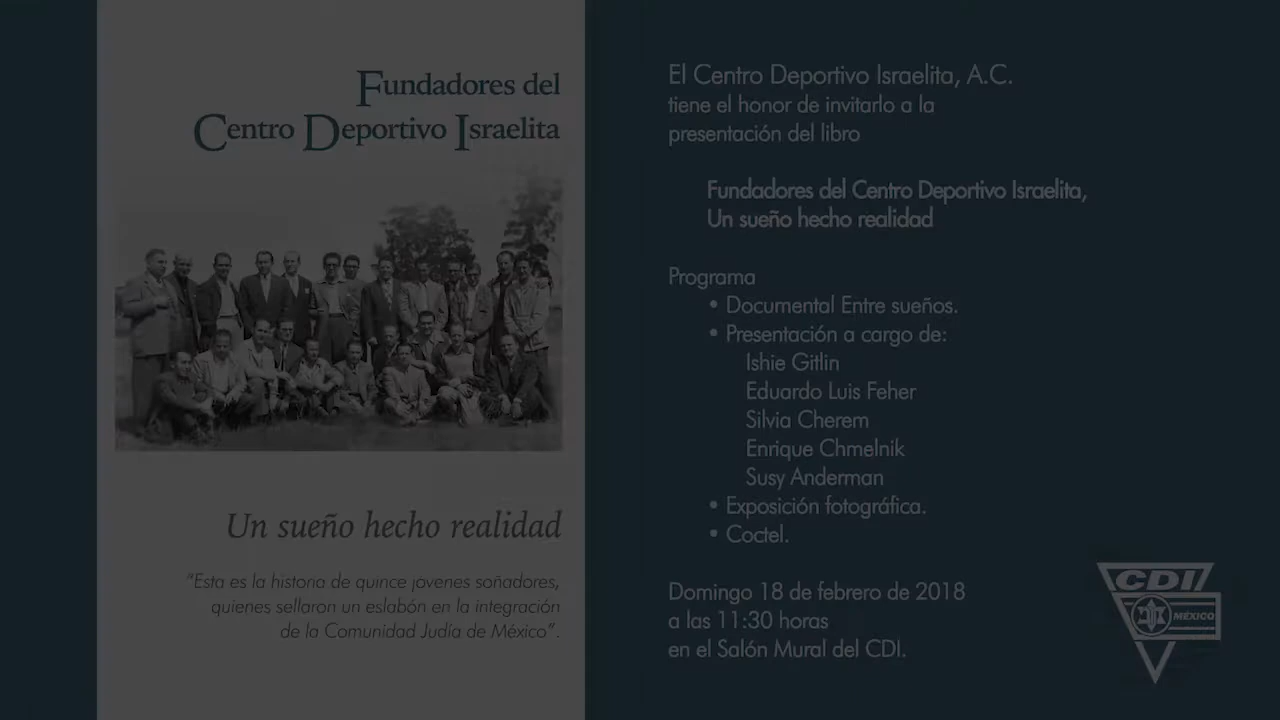 Fundadores del
Centro Deportivo Israelita
Un sueño hecho realidad
"Esta es la historia de quince jóvenes soñadores,
quienes sellaron un eslabón en la integración
de la Comunidad Judía de México".
El Centro Deportivo Israelita, A.C.
tiene el honor de invitarlo a la
presentación del libro
Fundadores del Centro Deportivo Israelita,
Un sueño hecho realidad
Programa
• Documental Entre sueños.
• Presentación a cargo de:
Ishie Gitlin
Eduardo Luis Feher
Silvia Cherem
Enrique Chmelnik
Susy Anderman
• Exposición fotográfica.
• Coctel.
Domingo 18 de febrero de 2018
a las 11:30 horas
en el Salón Mural del CDI.
CDI
MÉXICO